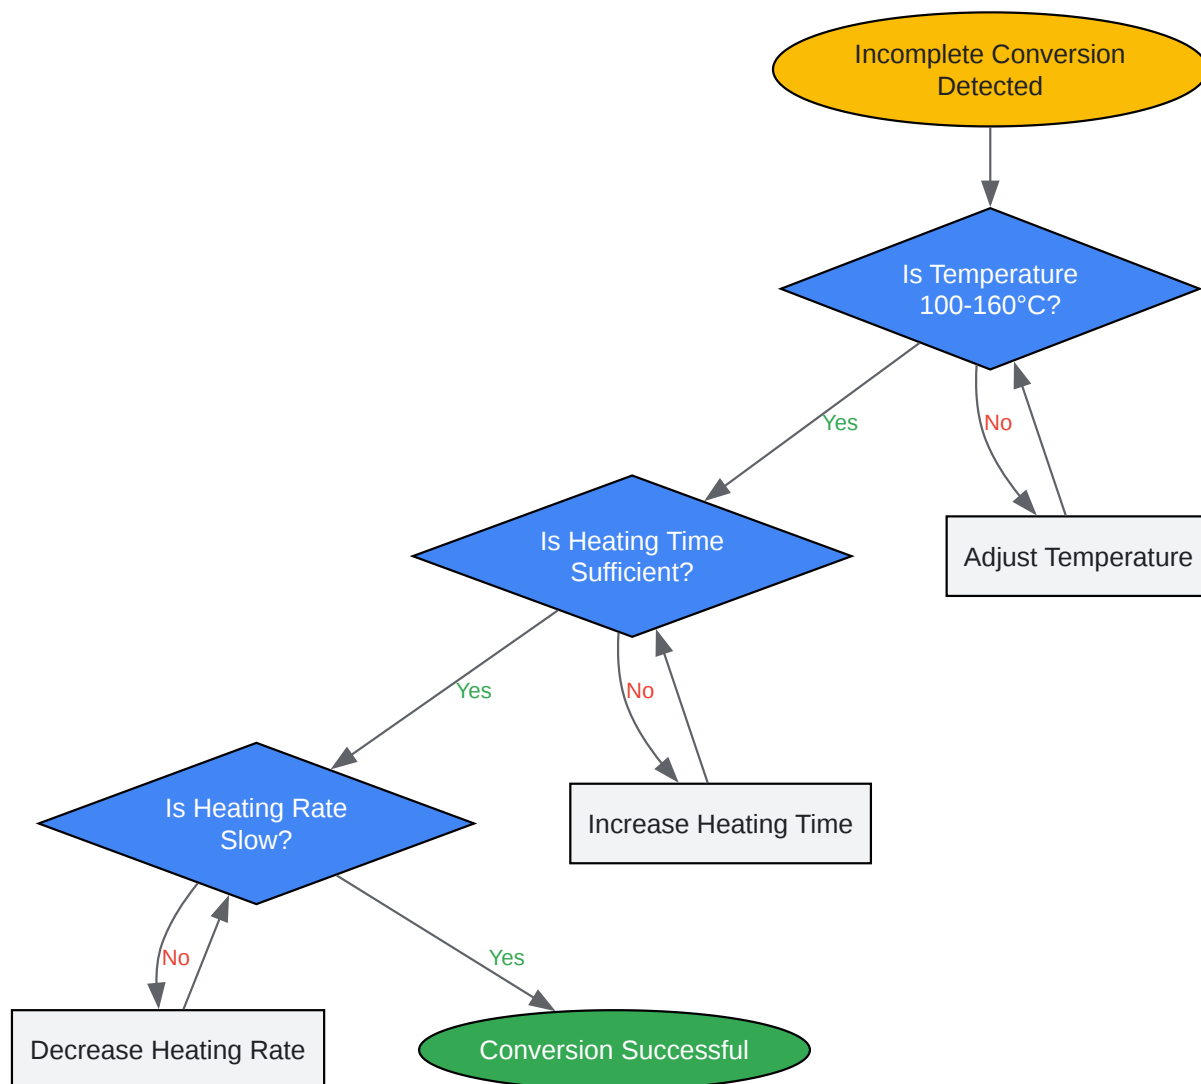 Incomplete Conversion
Detected
Is Temperature
100-160°C?
Yes
No
Is Heating Time
Sufficient?
Adjust Temperature
Yes
No
Is Heating Rate
Slow?
Increase Heating Time
No
Yes
Decrease Heating Rate
Conversion Successful